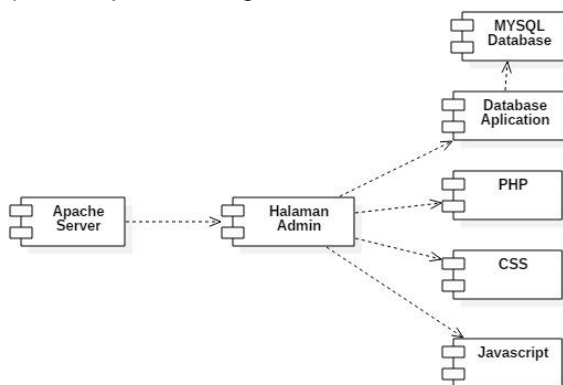 MYSQL
Database
Database
Aplication
PHP
Apache
Server
Halaman
Admin
CSS
Javascript